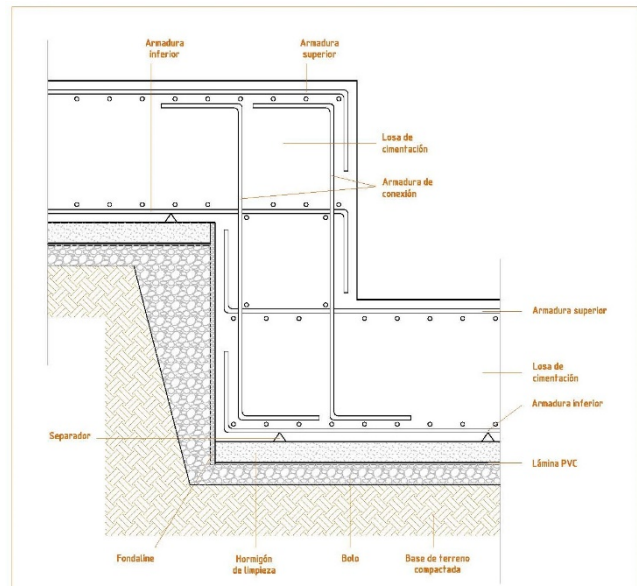 Armadura
inferior
Armadura
superior
Losa de
cimentación
Armadura de
conexión
Armadura superior
Losa de
cimentación
Armadura inferior
Separador
Lámina PVC
Fondaline
Hormigón
de limpieza
Bolo
Base de terreno
compactada